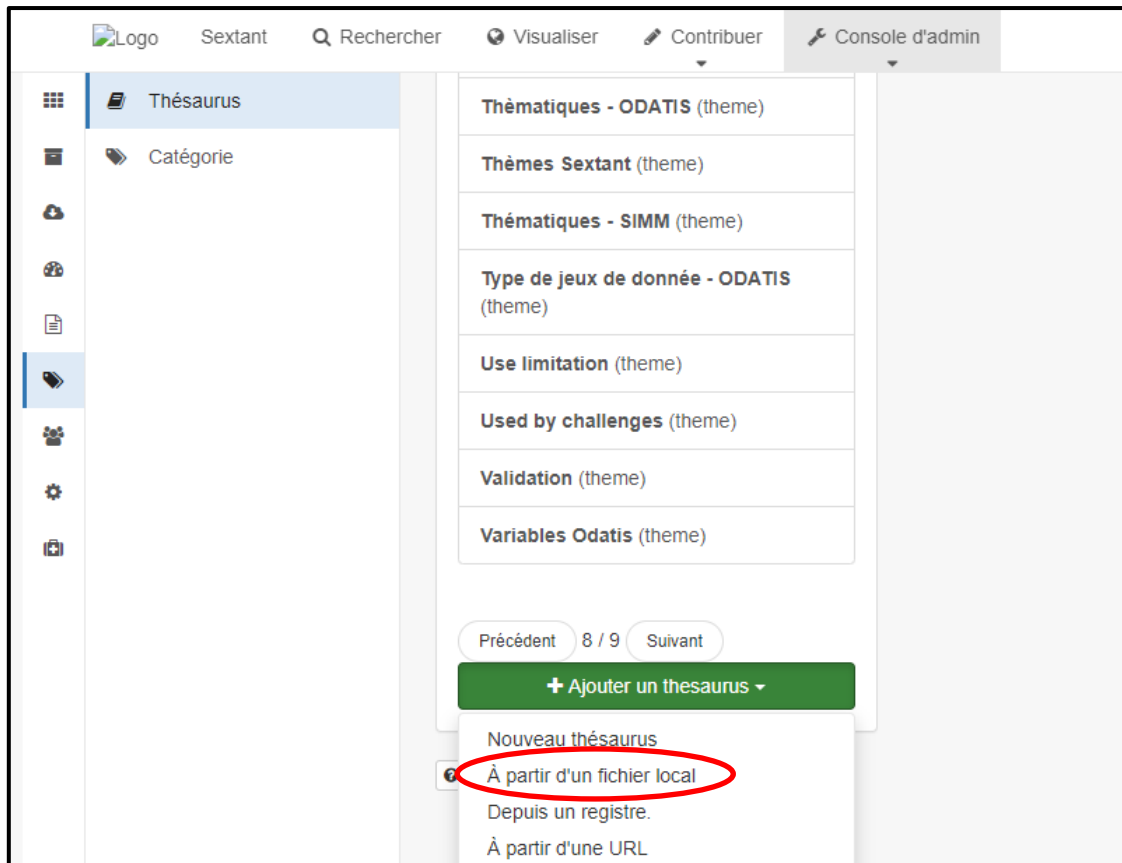 Logo Sextant Rechercher Visualiser Contribuer Console d'admin
Thésaurus
Catégorie
Thèmatiques - ODATIS (theme)
Thèmes Sextant (theme)
Thématiques - SIMM (theme)
Type de jeux de donnée - ODATIS
(theme)
Use limitation (theme)
Used by challenges (theme)
Validation (theme)
Variables Odatis (theme)
Précédent 8 / 9 Suivant
+ Ajouter un thesaurus
Nouveau thésaurus
À partir d'un fichier local
Depuis un registre.
À partir d'une URL